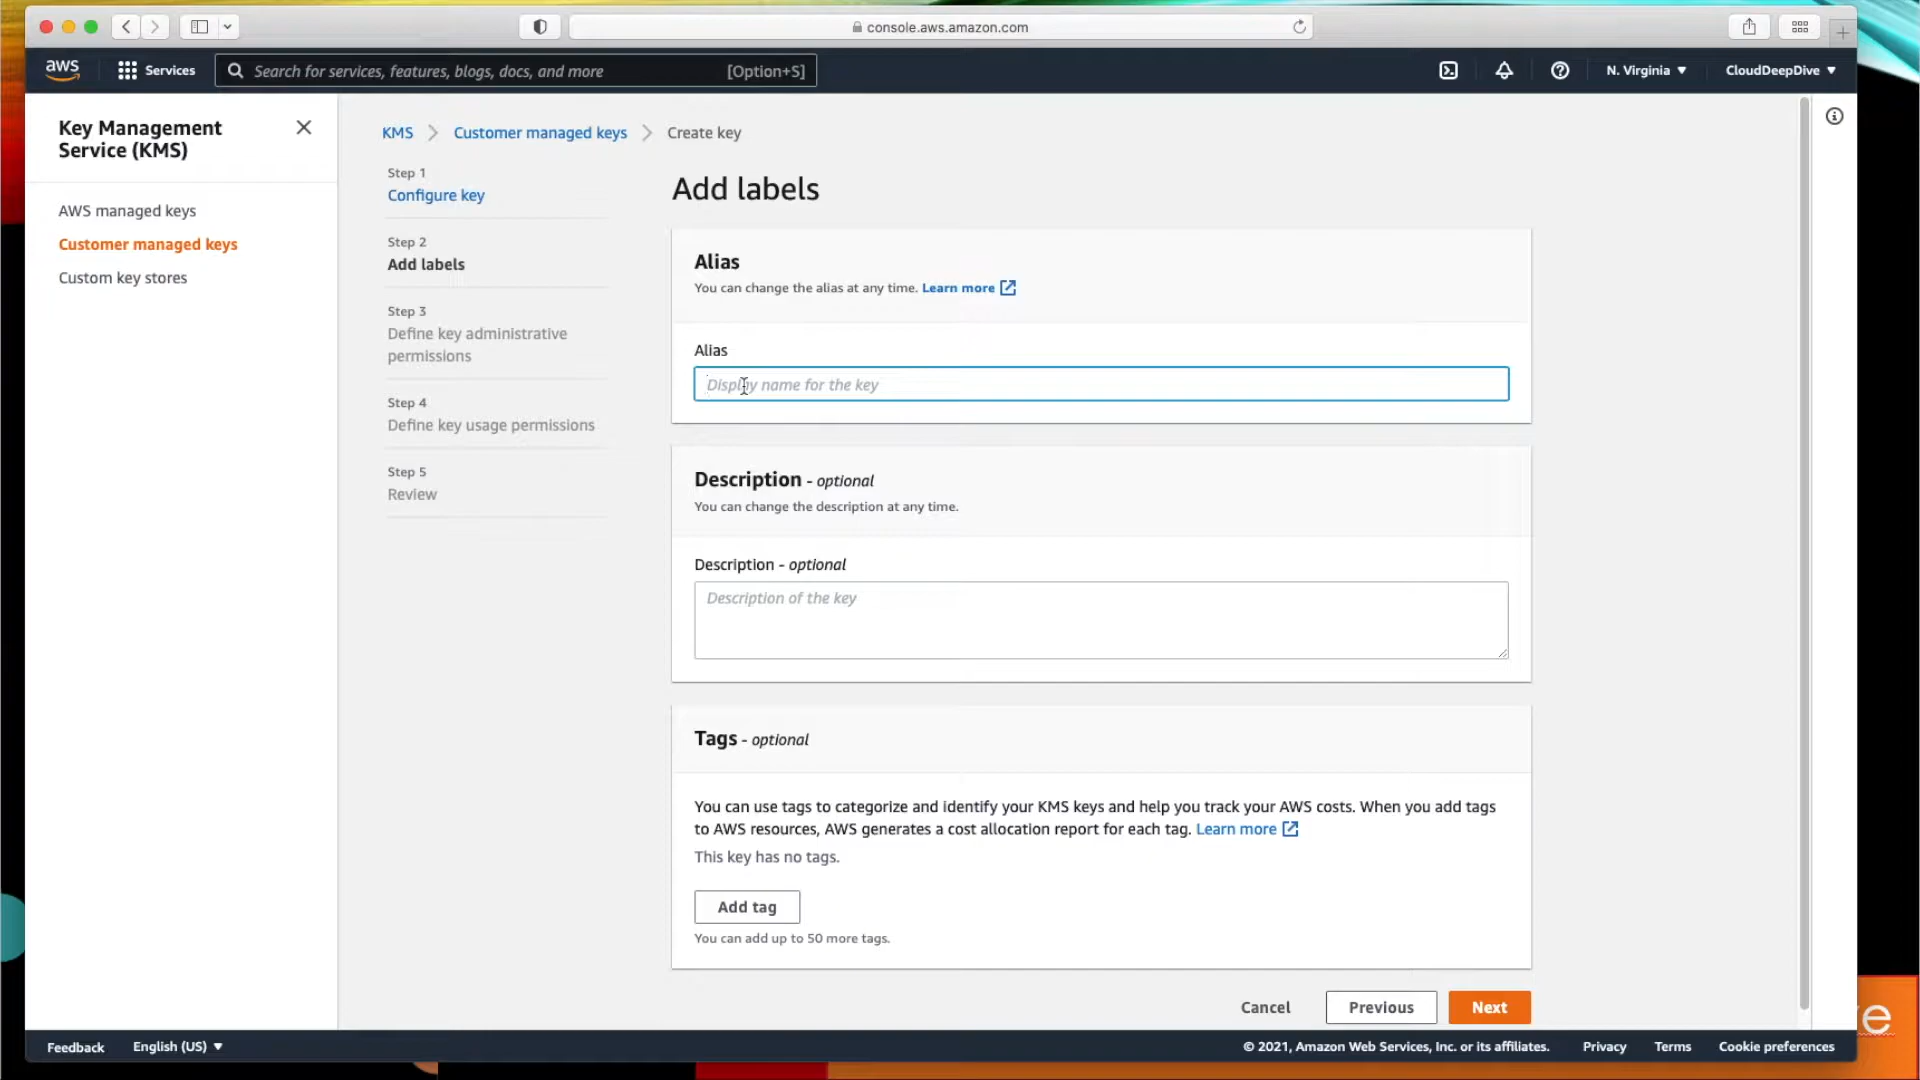 console.aws.amazon.com
aws
Services
Search for services, features, blogs, docs, and more
[Option+S]
N. Virginia
CloudDeepDive
Key Management
Service (KMS)
AWS managed keys
Customer managed keys
Custom key stores
KMS
Customer managed keys
Create key
Step 1
Configure key
Step 2
Add labels
Step 3
Define key administrative
permissions
Step 4
Define key usage permissions
Step 5
Review
Add labels
Alias
You can change the alias at any time. Learn more
Alias
Display name for the key
Description - optional
You can change the description at any time.
Description - optional
Description of the key
Tags - optional
You can use tags to categorize and identify your KMS keys and help you track your AWS costs. When you add tags
to AWS resources, AWS generates a cost allocation report for each tag. Learn more
This key has no tags.
Add tag
You can add up to 50 more tags.
Cancel
Previous
Next
Feedback
English (US)
© 2021, Amazon Web Services, Inc. or its affiliates.
Privacy
Terms
Cookie preferences